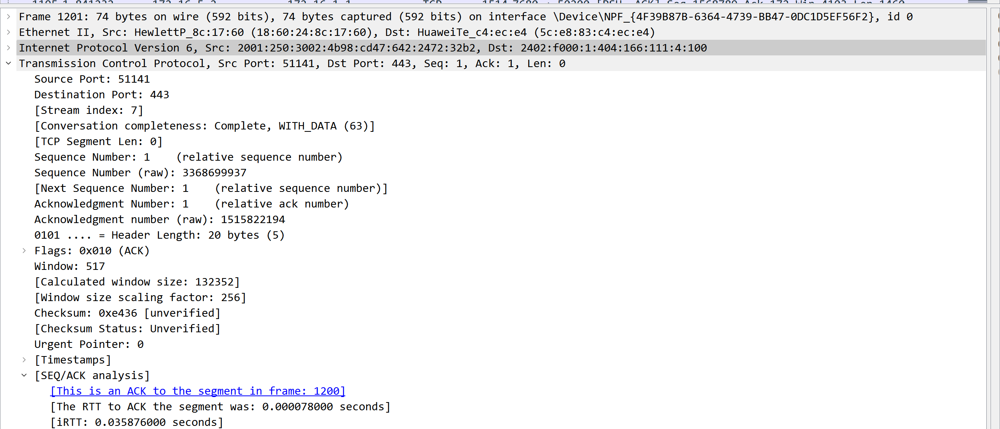 Frame 1201: 74 bytes on wire (592 bits), 74 bytes captured (592 bits) on interface \Device\NPF_{4F39B87B-6364-4739-BB47-0DC1D5EF56F2}, id 0
Ethernet II, Src: HewlettP_8c:17:60 (18:60:24:8c:17:60), Dst: HuaweiTe_c4:ec:e4 (5c:e8:83:c4:ec:e4)
Internet Protocol Version 6, Src: 2001:250:3002:4b98:cd47:642:2472:32b2, Dst: 2402:f000:1:404:166:111:4:100
Transmission Control Protocol, Src Port: 51141, Dst Port: 443, Seq: 1, Ack: 1, Len: 0
Source Port: 51141
Destination Port: 443
[Stream index: 7]
[Conversation completeness: Complete, WITH_DATA (63)]
[TCP Segment Len: 0]
Sequence Number: 1    (relative sequence number)
Sequence Number (raw): 3368699937
[Next Sequence Number: 1    (relative sequence number)]
Acknowledgment Number: 1    (relative ack number)
Acknowledgment number (raw): 1515822194
0101 .... = Header Length: 20 bytes (5)
Flags: 0x010 (ACK)
Window: 517
[Calculated window size: 132352]
[Window size scaling factor: 256]
Checksum: 0xe436 [unverified]
[Checksum Status: Unverified]
Urgent Pointer: 0
[Timestamps]
[SEQ/ACK analysis]
[This is an ACK to the segment in frame: 1200]
[The RTT to ACK the segment was: 0.000078000 seconds]
[iRTT: 0.035876000 seconds]